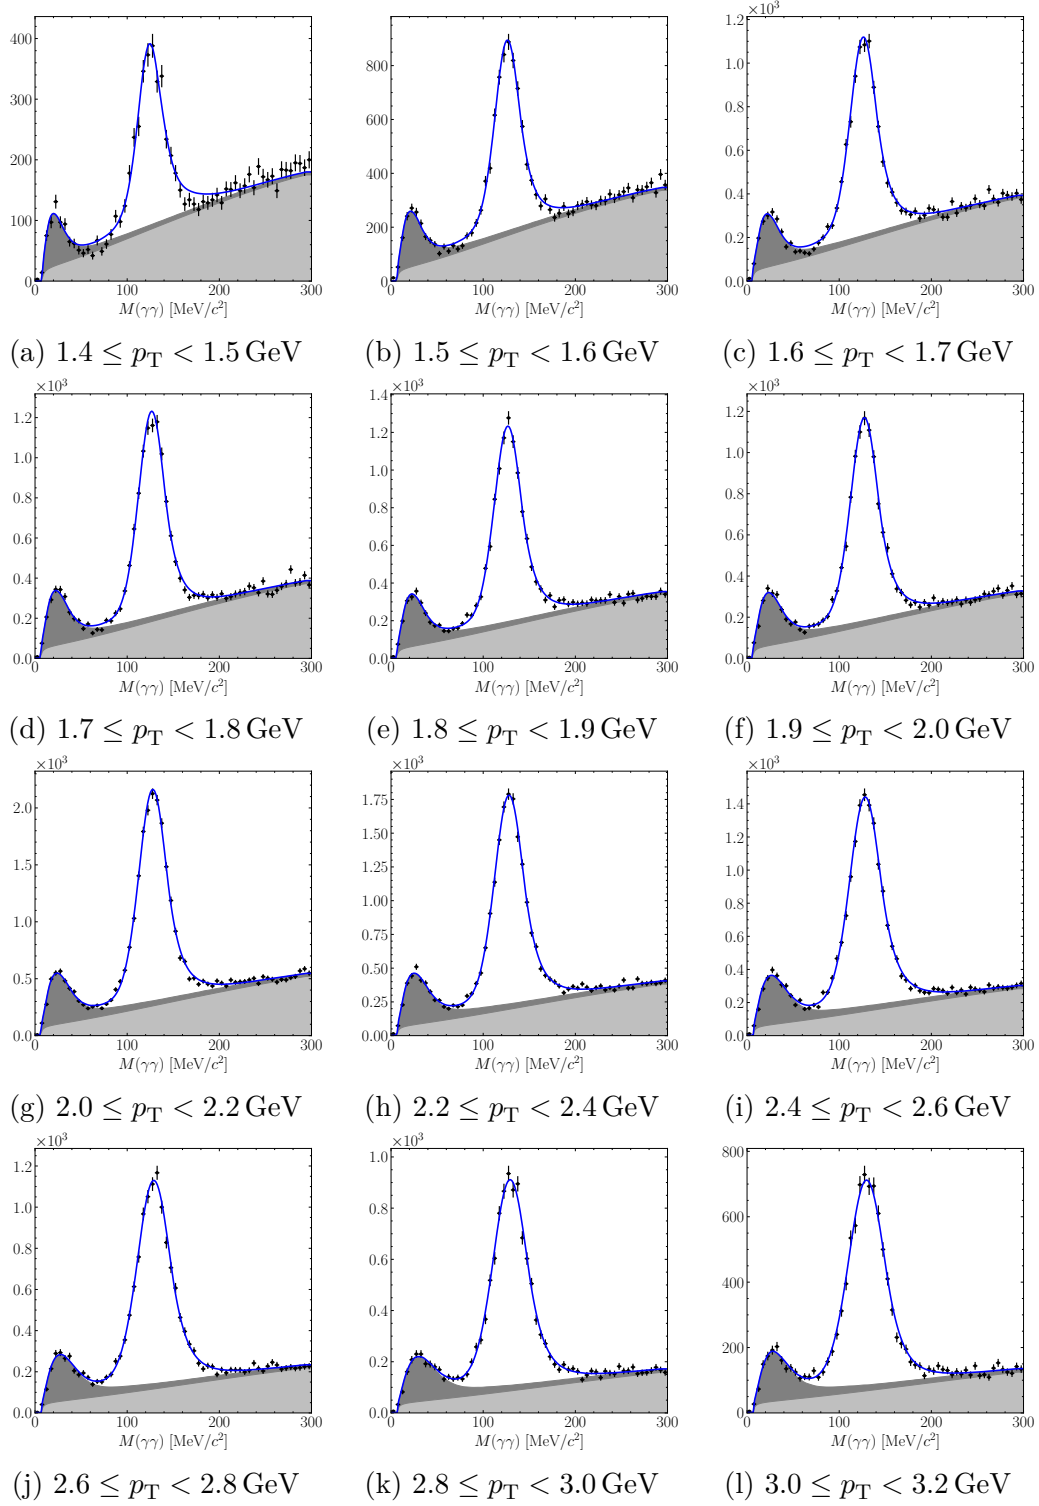 400
300
200
100
0
0 100 200 300
M(γγ) [MeV/c²]
(a) 1.4 ≤ p_T < 1.5 GeV
800
600
400
200
0
0 100 200 300
M(γγ) [MeV/c²]
(b) 1.5 ≤ p_T < 1.6 GeV
×10³
1.2
1.0
0.8
0.6
0.4
0.2
0.0
0 100 200 300
M(γγ) [MeV/c²]
(c) 1.6 ≤ p_T < 1.7 GeV
×10³
1.2
1.0
0.8
0.6
0.4
0.2
0.0
0 100 200 300
M(γγ) [MeV/c²]
(d) 1.7 ≤ p_T < 1.8 GeV
×10³
1.4
1.2
1.0
0.8
0.6
0.4
0.2
0.0
0 100 200 300
M(γγ) [MeV/c²]
(e) 1.8 ≤ p_T < 1.9 GeV
×10³
1.2
1.0
0.8
0.6
0.4
0.2
0.0
0 100 200 300
M(γγ) [MeV/c²]
(f) 1.9 ≤ p_T < 2.0 GeV
×10³
2.0
1.5
1.0
0.5
0.0
0 100 200 300
M(γγ) [MeV/c²]
(g) 2.0 ≤ p_T < 2.2 GeV
×10³
1.75
1.50
1.25
1.00
0.75
0.50
0.25
0.00
0 100 200 300
M(γγ) [MeV/c²]
(h) 2.2 ≤ p_T < 2.4 GeV
×10³
1.4
1.2
1.0
0.8
0.6
0.4
0.2
0.0
0 100 200 300
M(γγ) [MeV/c²]
(i) 2.4 ≤ p_T < 2.6 GeV
×10³
1.2
1.0
0.8
0.6
0.4
0.2
0.0
0 100 200 300
M(γγ) [MeV/c²]
(j) 2.6 ≤ p_T < 2.8 GeV
×10³
1.0
0.8
0.6
0.4
0.2
0.0
0 100 200 300
M(γγ) [MeV/c²]
(k) 2.8 ≤ p_T < 3.0 GeV
800
600
400
200
0
0 100 200 300
M(γγ) [MeV/c²]
(l) 3.0 ≤ p_T < 3.2 GeV